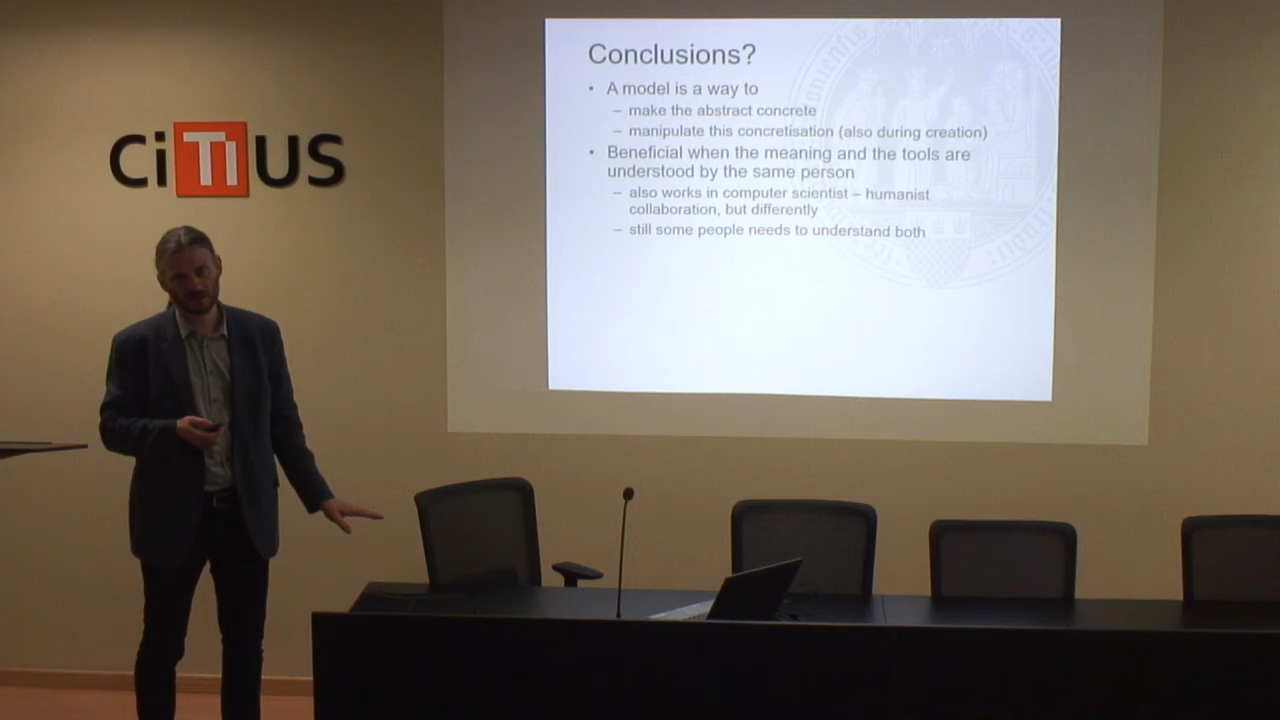 CiTIUS
Conclusions?
• A model is a way to
– make the abstract concrete
– manipulate this concretisation (also during creation)
• Beneficial when the meaning and the tools are
understood by the same person
– also works in computer scientist – humanist
collaboration, but differently
– still some people needs to understand both